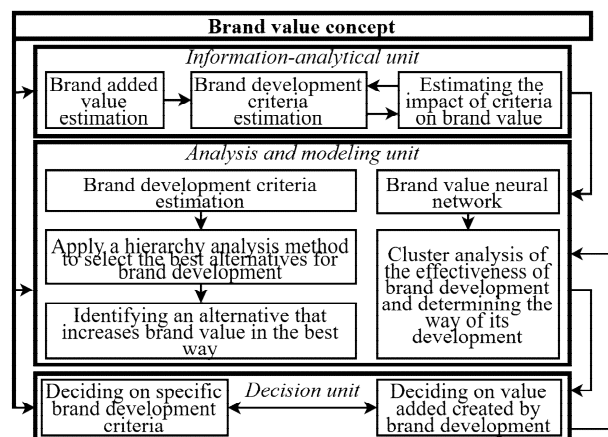 Brand value concept
Information-analytical unit
Brand added
value
estimation
Brand development
criteria
estimation
Estimating the
impact of criteria
on brand value
Analysis and modeling unit
Brand development criteria
estimation
Apply a hierarchy analysis method
to select the best alternatives for
brand development
Identifying an alternative that
increases brand value in the best
way
Brand value neural
network
Cluster analysis of
the effectiveness of
brand development
and determining the
way of its
development
Deciding on specific
brand development
criteria
Decision unit
Deciding on value
added created by
brand development